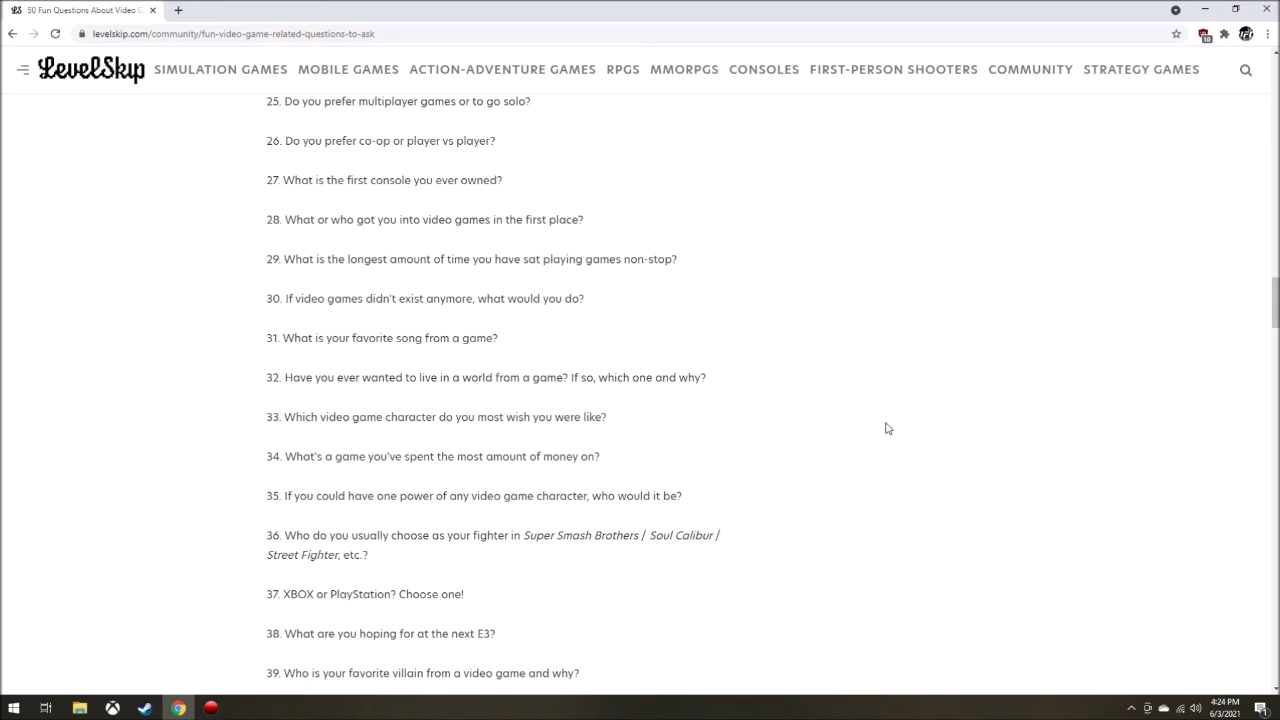 50 Fun Questions About Video G
levelskip.com/community/fun-video-game-related-questions-to-ask
10
LevelSkip SIMULATION GAMES MOBILE GAMES ACTION-ADVENTURE GAMES RPGS MMORPGS CONSOLES FIRST-PERSON SHOOTERS COMMUNITY STRATEGY GAMES
25. Do you prefer multiplayer games or to go solo?
26. Do you prefer co-op or player vs player?
27. What is the first console you ever owned?
28. What or who got you into video games in the first place?
29. What is the longest amount of time you have sat playing games non-stop?
30. If video games didn't exist anymore, what would you do?
31. What is your favorite song from a game?
32. Have you ever wanted to live in a world from a game? If so, which one and why?
33. Which video game character do you most wish you were like?
34. What's a game you've spent the most amount of money on?
35. If you could have one power of any video game character, who would it be?
36. Who do you usually choose as your fighter in Super Smash Brothers / Soul Calibur /
Street Fighter, etc.?
37. XBOX or PlayStation? Choose one!
38. What are you hoping for at the next E3?
39. Who is your favorite villain from a video game and why?
4:24 PM
6/3/2021
1